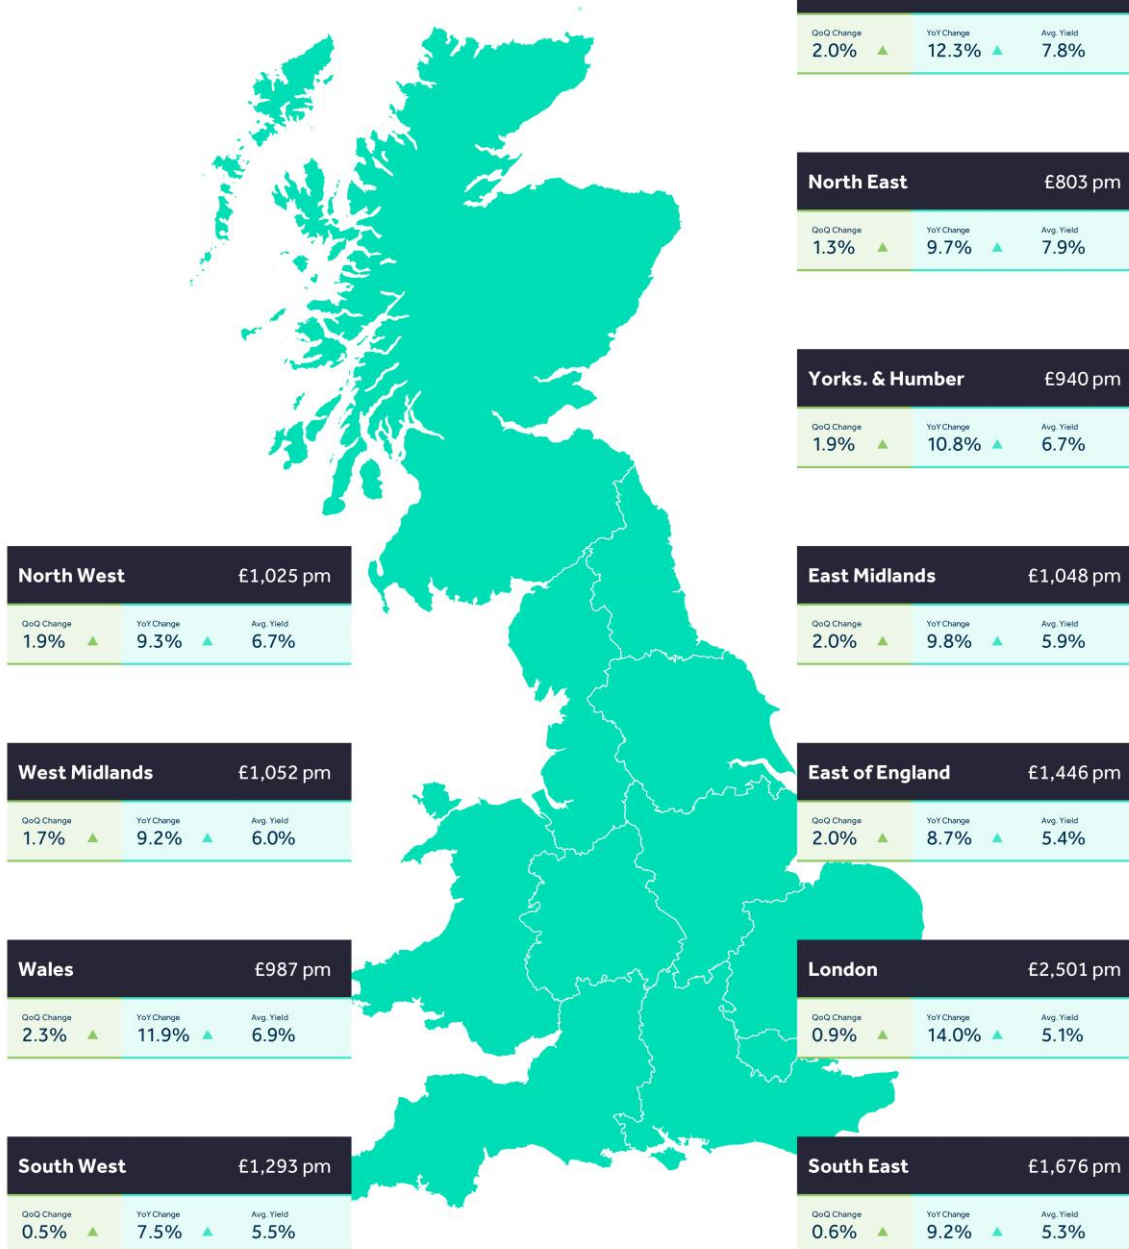 QoQ Change YoY Change Avg. Yield
2.0% 12.3% 7.8%
North East £803 pm
QoQ Change YoY Change Avg. Yield
1.3% 9.7% 7.9%
Yorks. & Humber £940 pm
QoQ Change YoY Change Avg. Yield
1.9% 10.8% 6.7%
North West £1,025 pm
QoQ Change YoY Change Avg. Yield
1.9% 9.3% 6.7%
East Midlands £1,048 pm
QoQ Change YoY Change Avg. Yield
2.0% 9.8% 5.9%
West Midlands £1,052 pm
QoQ Change YoY Change Avg. Yield
1.7% 9.2% 6.0%
East of England £1,446 pm
QoQ Change YoY Change Avg. Yield
2.0% 8.7% 5.4%
Wales £987 pm
QoQ Change YoY Change Avg. Yield
2.3% 11.9% 6.9%
London £2,501 pm
QoQ Change YoY Change Avg. Yield
0.9% 14.0% 5.1%
South West £1,293 pm
QoQ Change YoY Change Avg. Yield
0.5% 7.5% 5.5%
South East £1,676 pm
QoQ Change YoY Change Avg. Yield
0.6% 9.2% 5.3%